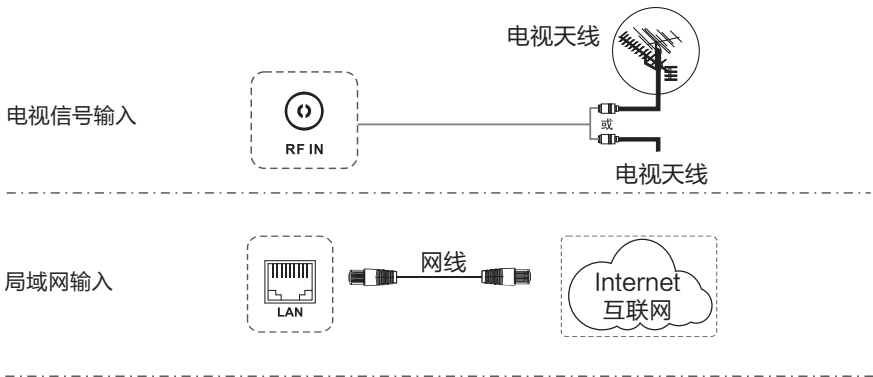 电视天线
电视信号输入
RF IN
或
电视天线
局域网输入
LAN
网线
Internet
互联网